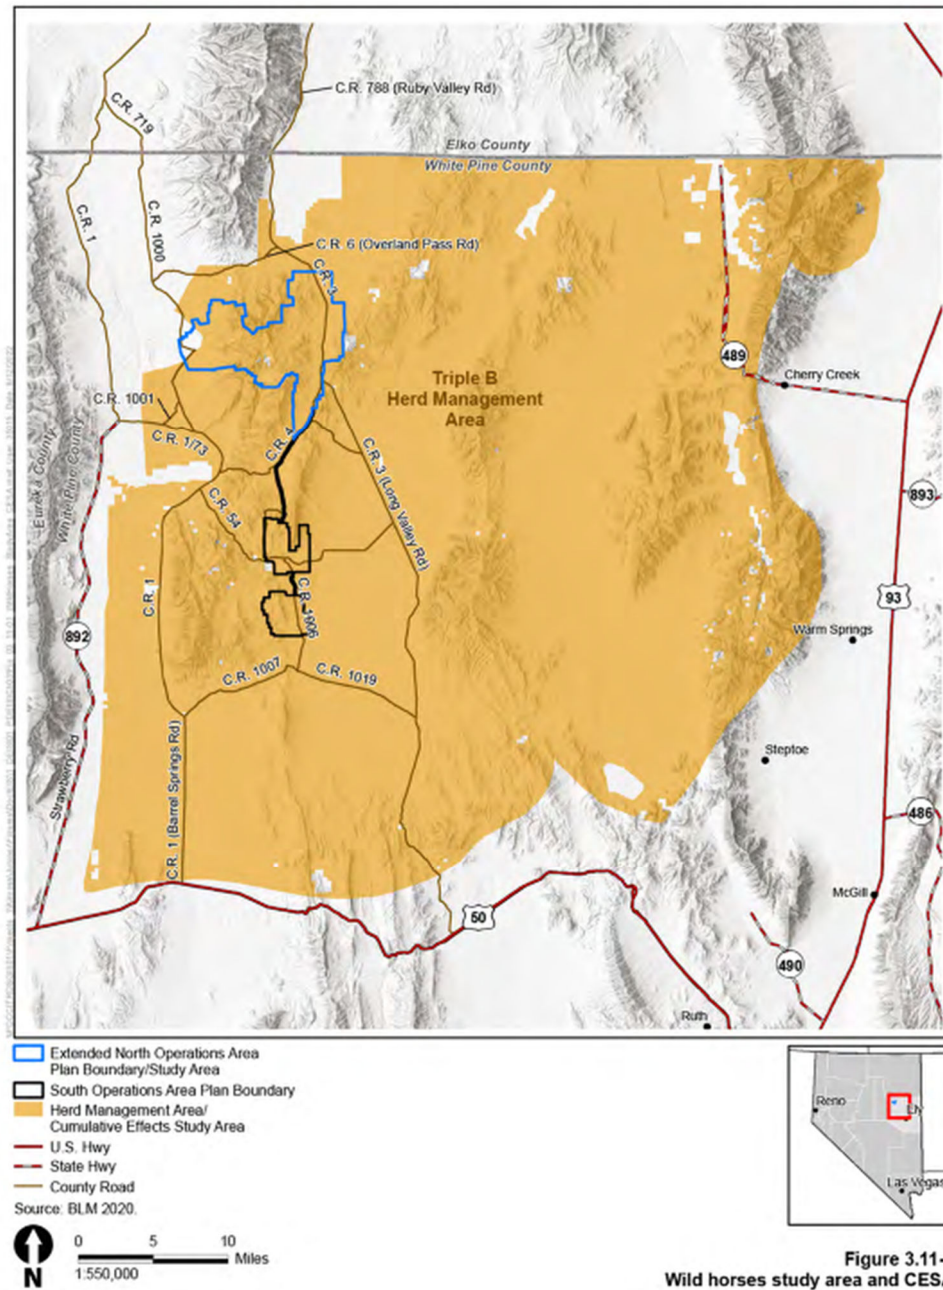 C.R. 788 (Ruby Valley Rd)
C.R. 719
Elko County
White Pine County
C.R. 1
C.R. 1000
C.R. 6 (Overland Pass Rd)
C.R. 3
489
Cherry Creek
Triple B
Herd Management
Area
C.R. 1001
C.R. 1/73
C.R. 4
C.R. 3 (Long Valley Rd)
Eureka County
White Pine County
C.R. 54
893
93
C.R. 1
C.R. 1006
892
Warm Springs
C.R. 1007
C.R. 1019
Strawberry Rd
Steptoe
C.R. 1 (Barrel Springs Rd)
486
McGill
50
490
Ruth
Extended North Operations Area
Plan Boundary/Study Area
South Operations Area Plan Boundary
Herd Management Area/
Cumulative Effects Study Area
U.S. Hwy
State Hwy
County Road
Source: BLM 2020.
N
0 5 10
Miles
1:550,000
Reno
Ely
Las Vegas
Figure 3.11-
Wild horses study area and CESA